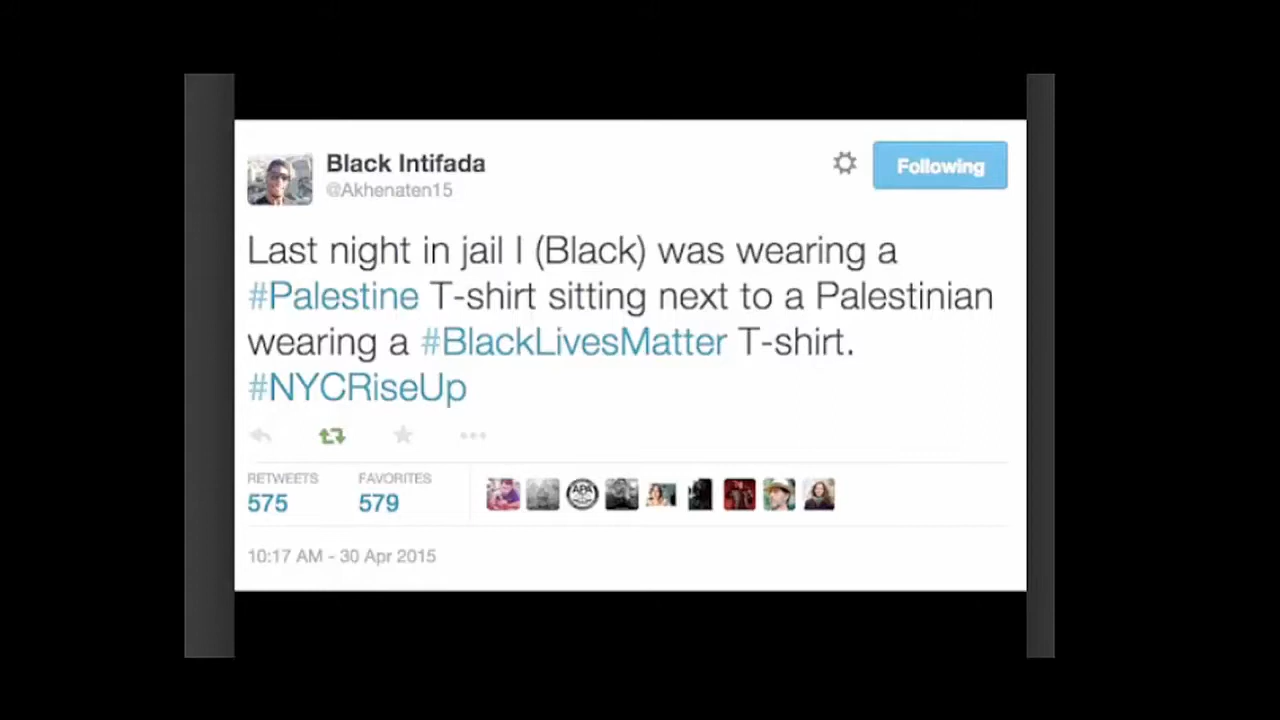 Black Intifada
@Akhenaten15
Following
Last night in jail I (Black) was wearing a
#Palestine T-shirt sitting next to a Palestinian
wearing a #BlackLivesMatter T-shirt.
#NYCRiseUp
RETWEETS FAVORITES
575 579
APA
10:17 AM - 30 Apr 2015